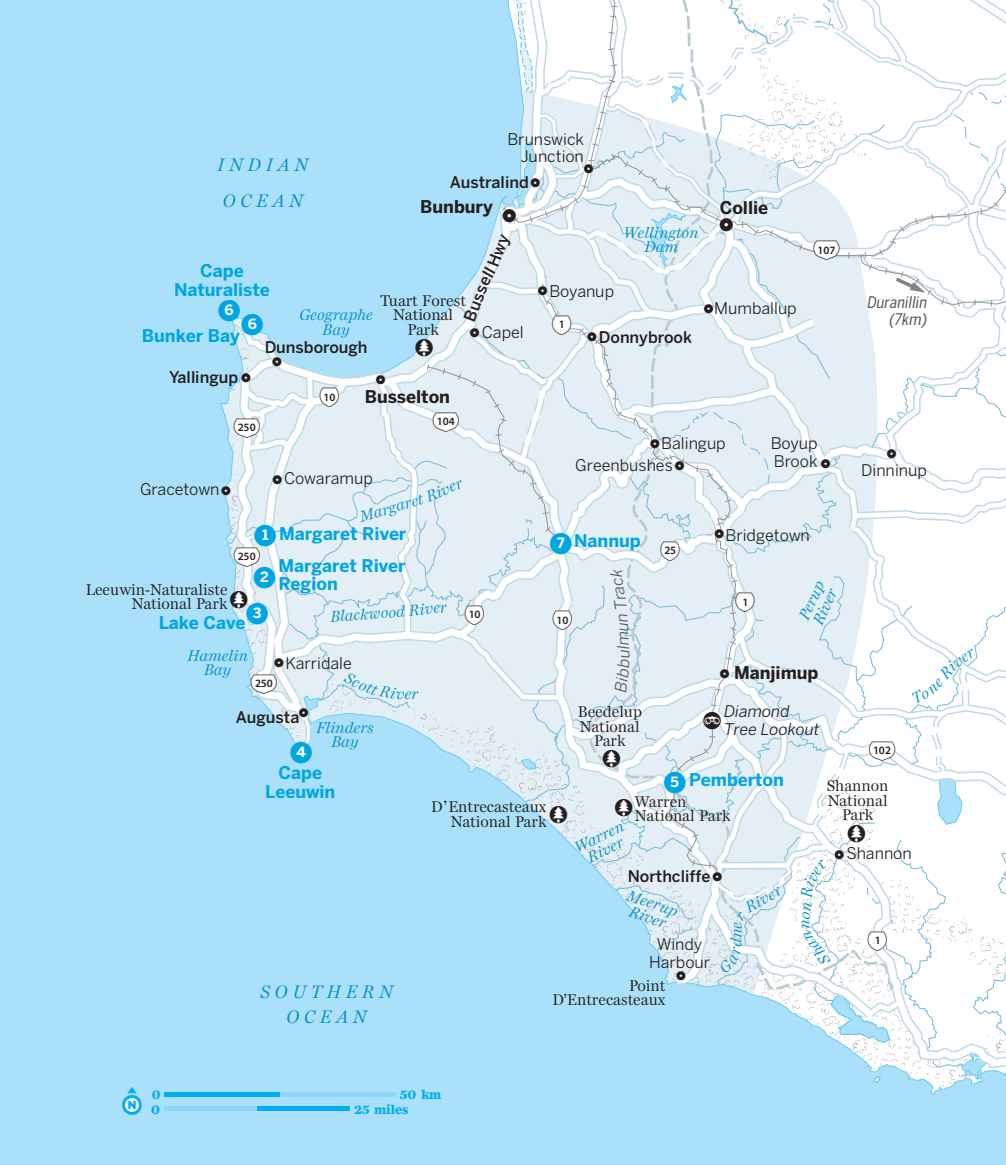 Brunswick
Junction
INDIAN
OCEAN
Australind
Bunbury
Collie
Wellington
Dam
107
Bussell Hwy
Cape
Naturaliste
6
6
Bunker Bay
Geographe
Bay
Tuart Forest
National
Park
Boyanup
Duranillin
(7km)
Mumballup
1
Capel
Donnybrook
Dunsborough
Yallingup
Busselton
10
104
250
Balingup
Boyup
Brook
Greenbushes
Dinninup
Cowaramup
Gracetown
Margaret River
1 Margaret River
7 Nannup
Bridgetown
25
250
2 Margaret River
Region
Leeuwin-Naturaliste
National Park
3
Lake Cave
Blackwood River
10
10
Bibbulmun Track
1
Perup
River
Hamelin
Bay
Karridale
250
Scott River
Manjimup
Tone River
Augusta
Flinders
Bay
Beedelup
National
Park
Diamond
Tree Lookout
102
4
Cape
Leeuwin
5 Pemberton
Shannon
National
Park
D'Entrecasteaux
National Park
Warren
National Park
Warren
River
Shannon
Northcliffe
Meerup
River
Gardner River
Shannon River
1
Windy
Harbour
Point
D'Entrecasteaux
SOUTHERN
OCEAN
N
0 50 km
0 25 miles